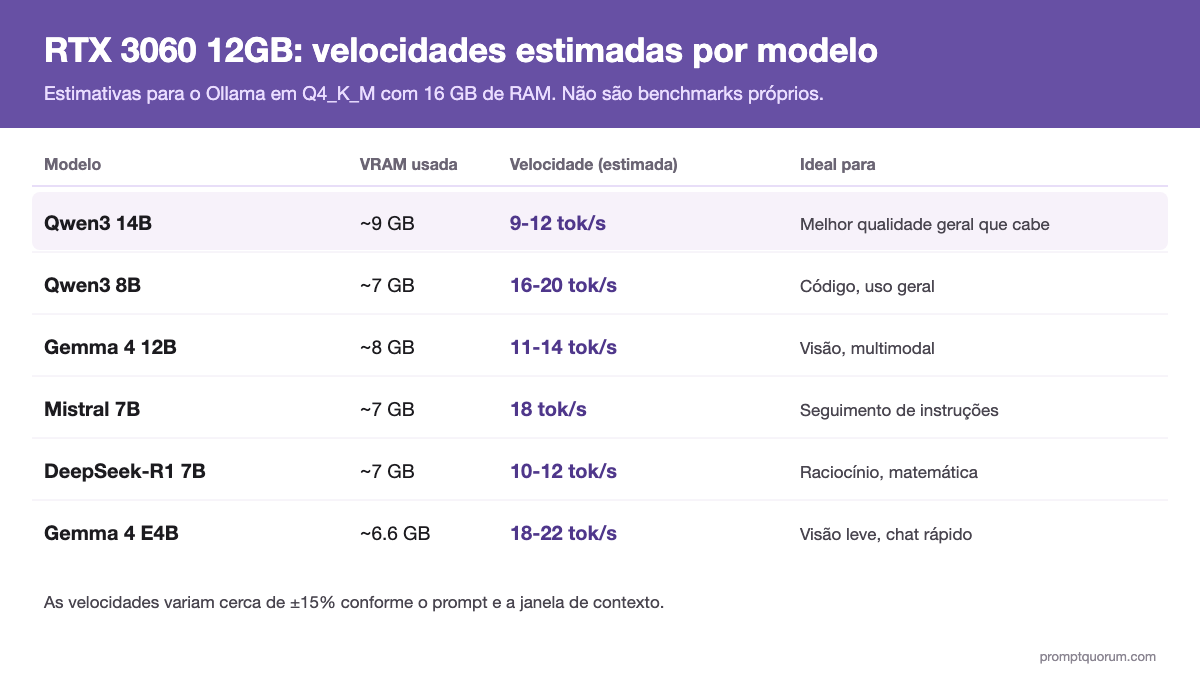 RTX 3060 12GB: velocidades estimadas por modelo
Estimativas para o Ollama em Q4_K_M com 16 GB de RAM. Não são benchmarks próprios.
Modelo VRAM usada Velocidade (estimada) Ideal para
Qwen3 14B ~9 GB 9-12 tok/s Melhor qualidade geral que cabe
Qwen3 8B ~7 GB 16-20 tok/s Código, uso geral
Gemma 4 12B ~8 GB 11-14 tok/s Visão, multimodal
Mistral 7B ~7 GB 18 tok/s Seguimento de instruções
DeepSeek-R1 7B ~7 GB 10-12 tok/s Raciocínio, matemática
Gemma 4 E4B ~6.6 GB 18-22 tok/s Visão leve, chat rápido
As velocidades variam cerca de ±15% conforme o prompt e a janela de contexto.
promptquorum.com